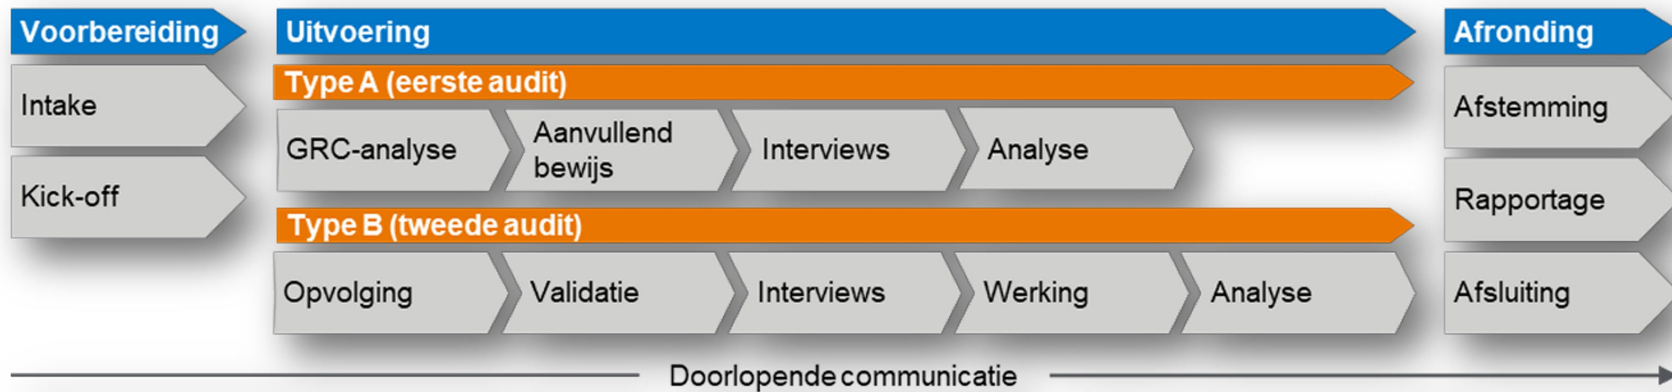 Voorbereiding
Intake
Kick-off
Uitvoering
Type A (eerste audit)
GRC-analyse
Aanvullend
bewijs
Interviews
Analyse
Type B (tweede audit)
Opvolging
Validatie
Interviews
Werking
Analyse
Afronding
Afstemming
Rapportage
Afsluiting
Doorlopende communicatie